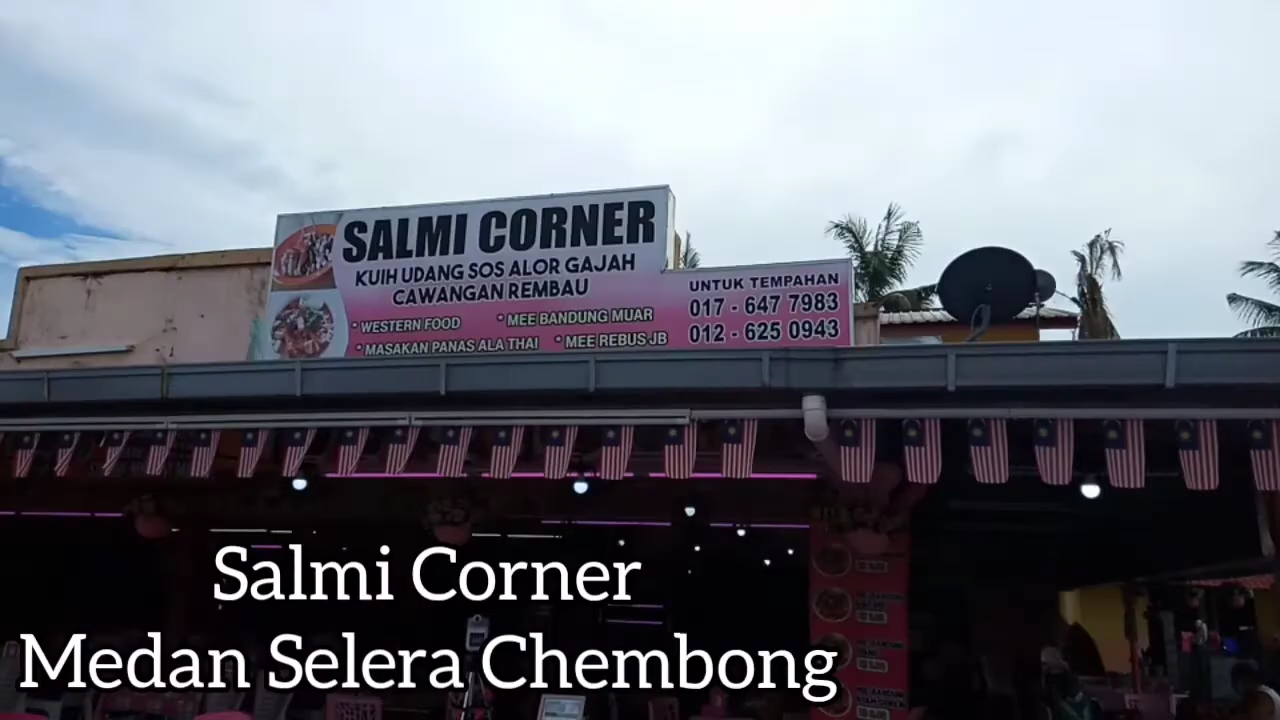 SALMI CORNER
KUIH UDANG SOS ALOR GAJAH
CAWANGAN REMBAU
* WESTERN FOOD * MEE BANDUNG MUAR
* MASAKAN PANAS ALA THAI * MEE REBUS JB
UNTUK TEMPAHAN
017 - 647 7983
012 - 625 0943
Salmi Corner
Medan Selera Chembong